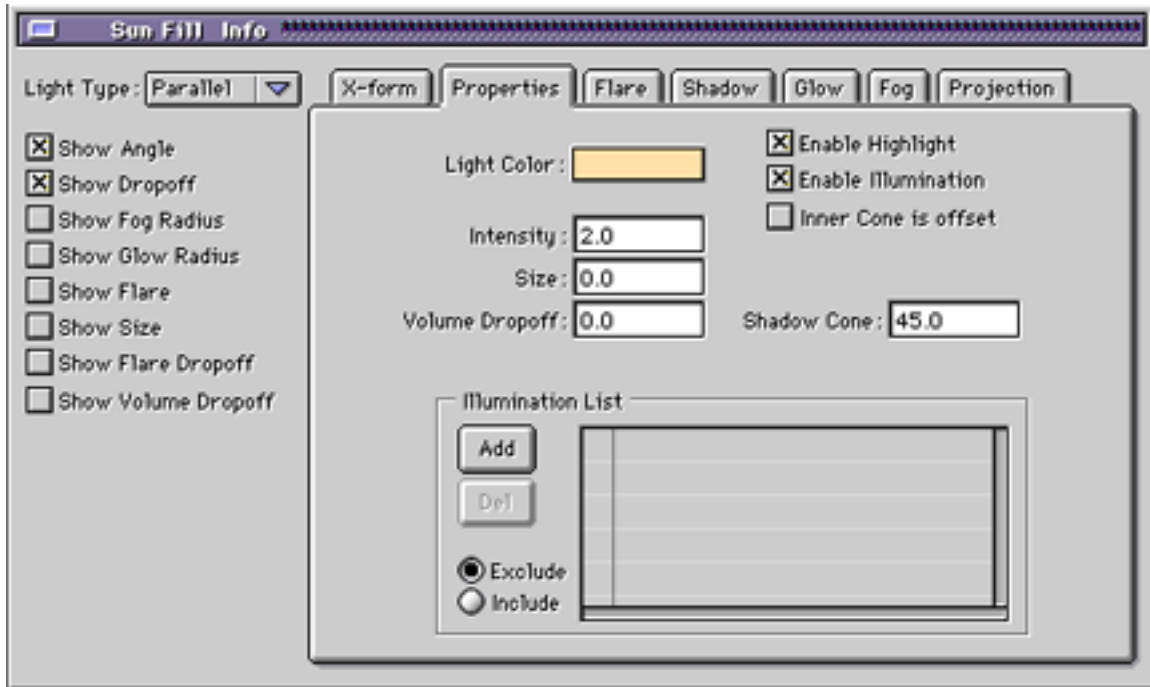 Sun Fill Info
Light Type: Parallel
X-form Properties Flare Shadow Glow Fog Projection
Show Angle
Show Dropoff
Show Fog Radius
Show Glow Radius
Show Flare
Show Size
Show Flare Dropoff
Show Volume Dropoff
Light Color:
Enable Highlight
Enable Illumination
Inner Cone is offset
Intensity: 2.0
Size: 0.0
Volume Dropoff: 0.0
Shadow Cone: 45.0
Illumination List
Add
Del
Exclude
Include